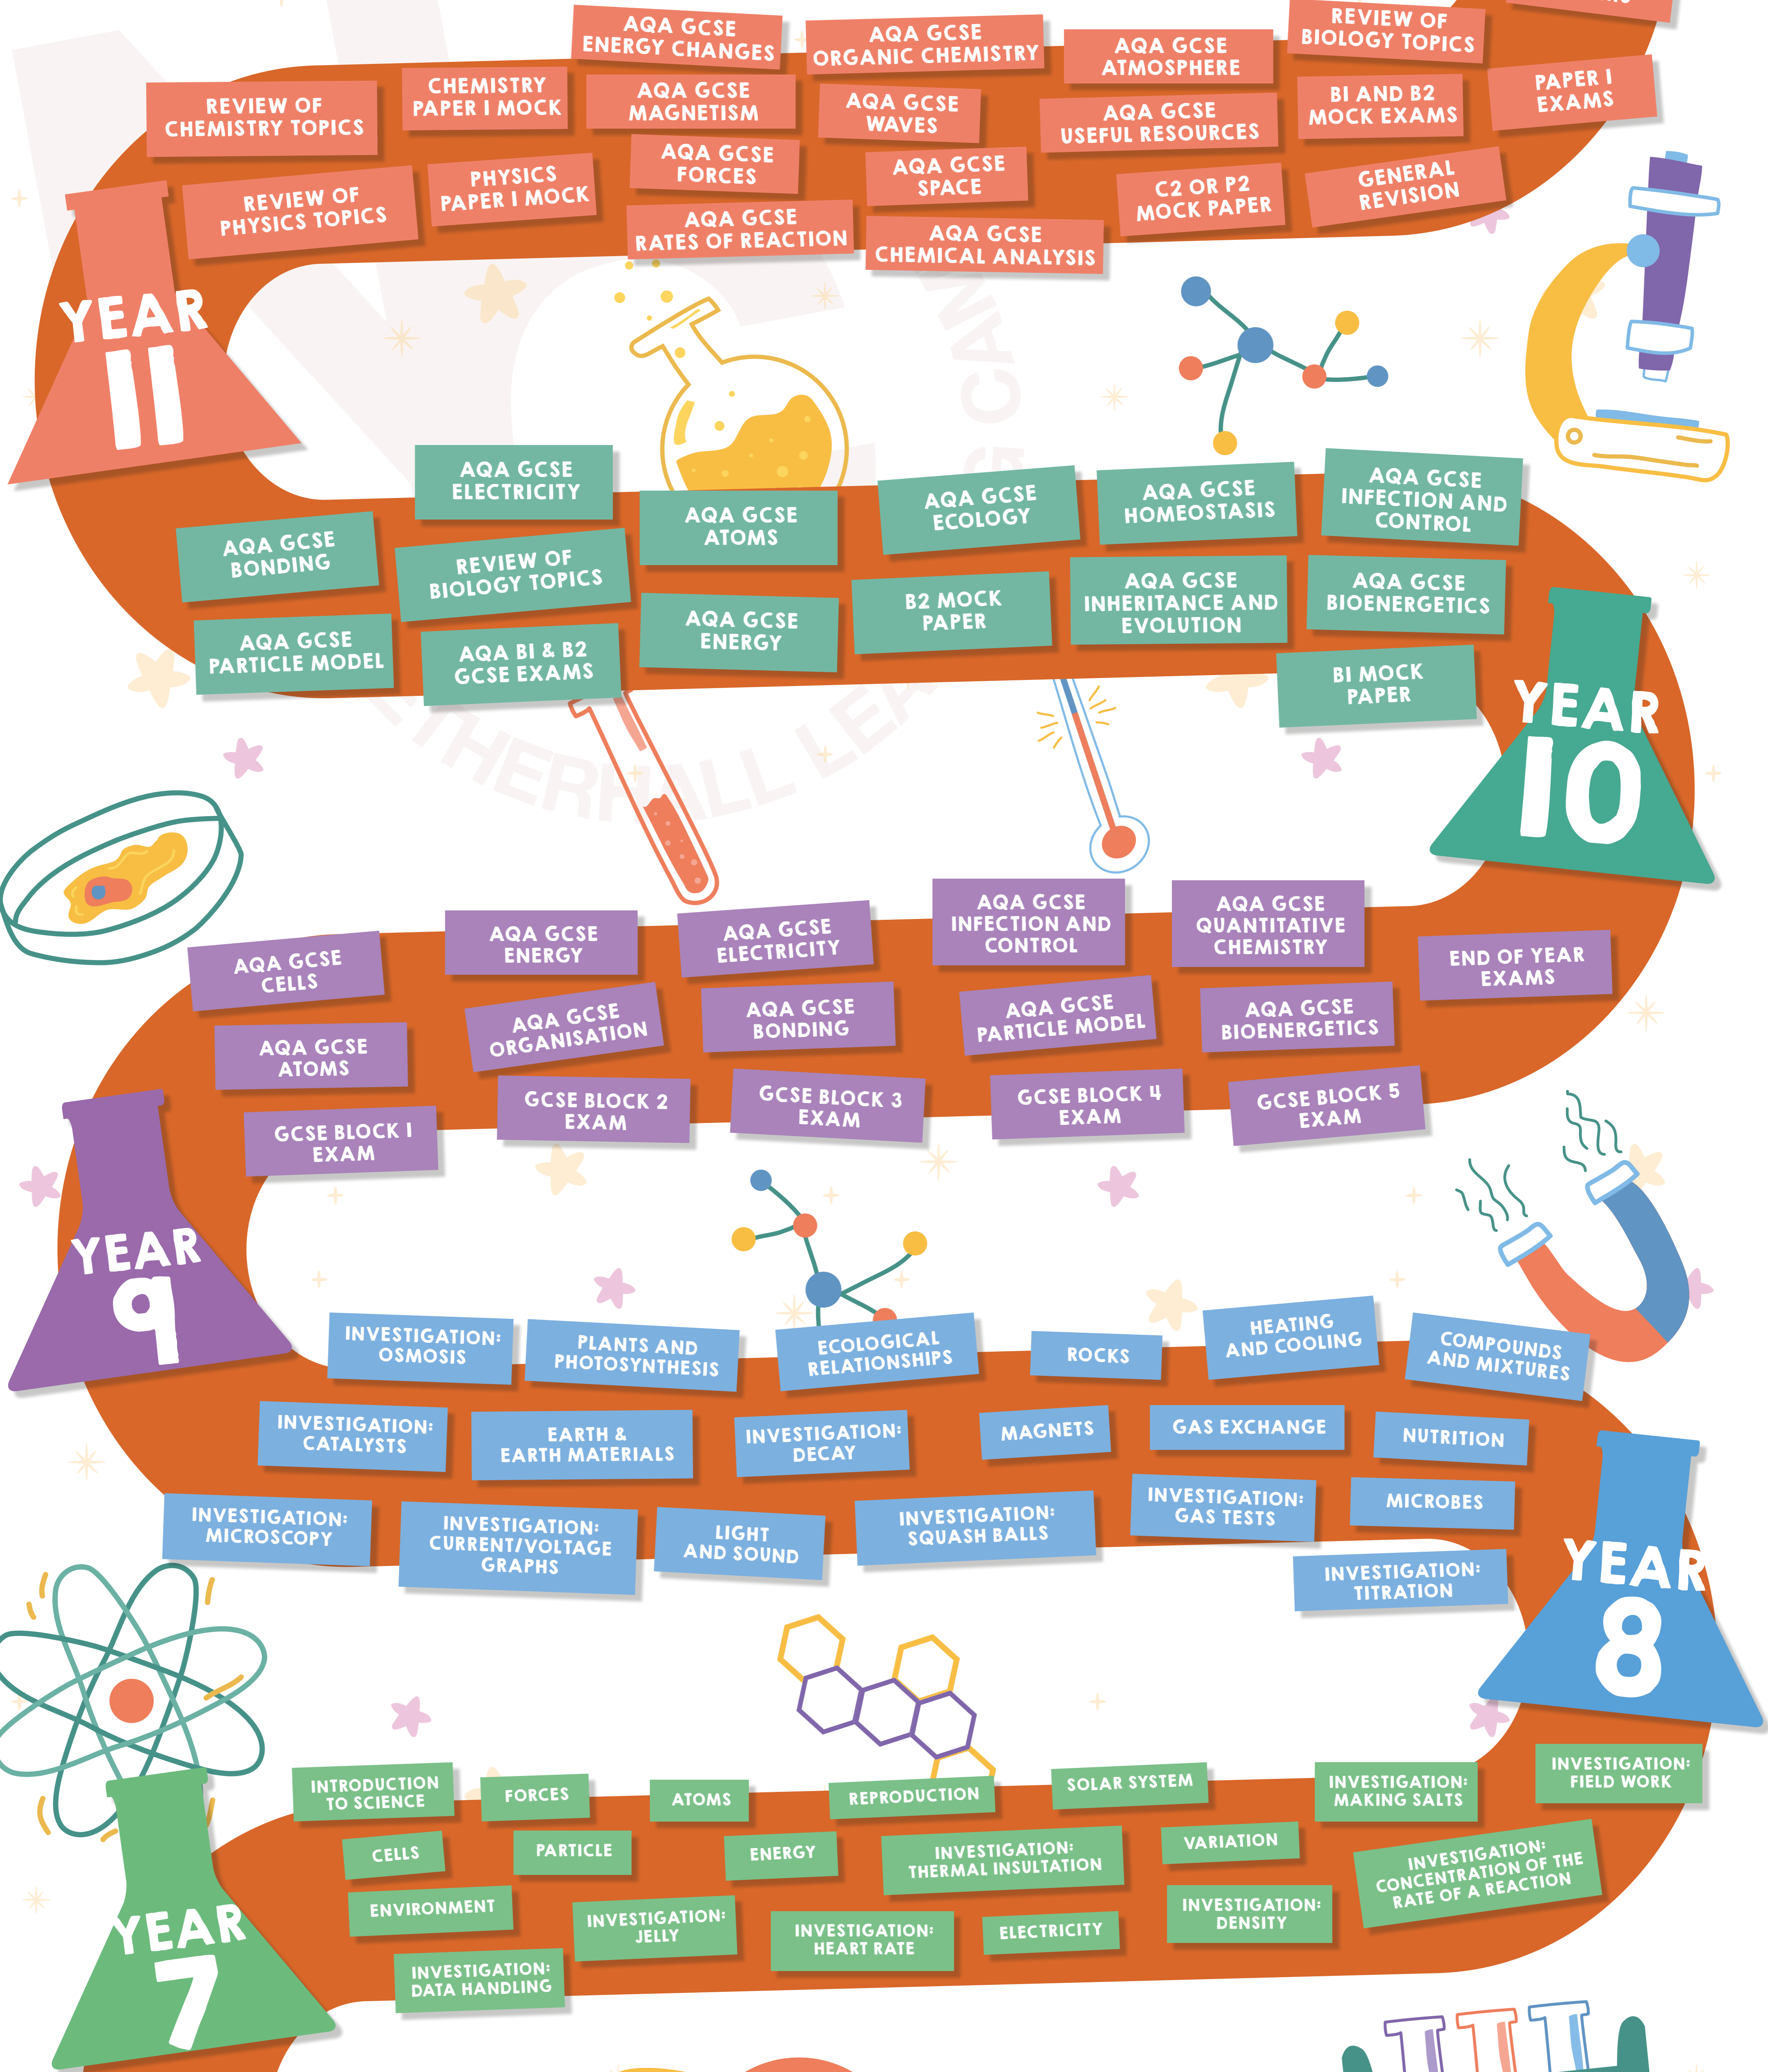 AQA GCSE
ENERGY CHANGES
AQA GCSE
ORGANIC CHEMISTRY
AQA GCSE
ATMOSPHERE
REVIEW OF
BIOLOGY TOPICS
REVIEW OF
CHEMISTRY TOPICS
CHEMISTRY
PAPER 1 MOCK
AQA GCSE
MAGNETISM
AQA GCSE
WAVES
AQA GCSE
USEFUL RESOURCES
B1 AND B2
MOCK EXAMS
PAPER 1
EXAMS
REVIEW OF
PHYSICS TOPICS
PHYSICS
PAPER 1 MOCK
AQA GCSE
FORCES
AQA GCSE
SPACE
C2 OR P2
MOCK PAPER
GENERAL
REVISION
AQA GCSE
RATES OF REACTION
AQA GCSE
CHEMICAL ANALYSIS
YEAR
11
AQA GCSE
ELECTRICITY
AQA GCSE
ATOMS
AQA GCSE
ECOLOGY
AQA GCSE
HOMEOSTASIS
AQA GCSE
INFECTION AND
CONTROL
AQA GCSE
BONDING
REVIEW OF
BIOLOGY TOPICS
AQA GCSE
ENERGY
B2 MOCK
PAPER
AQA GCSE
INHERITANCE AND
EVOLUTION
AQA GCSE
BIOENERGETICS
AQA GCSE
PARTICLE MODEL
AQA B1 & B2
GCSE EXAMS
B1 MOCK
PAPER
YEAR
10
AQA GCSE
CELLS
AQA GCSE
ENERGY
AQA GCSE
ELECTRICITY
AQA GCSE
INFECTION AND
CONTROL
AQA GCSE
QUANTITATIVE
CHEMISTRY
END OF YEAR
EXAMS
AQA GCSE
ATOMS
AQA GCSE
ORGANISATION
AQA GCSE
BONDING
AQA GCSE
PARTICLE MODEL
AQA GCSE
BIOENERGETICS
GCSE BLOCK 1
EXAM
GCSE BLOCK 2
EXAM
GCSE BLOCK 3
EXAM
GCSE BLOCK 4
EXAM
GCSE BLOCK 5
EXAM
YEAR
9
INVESTIGATION:
OSMOSIS
PLANTS AND
PHOTOSYNTHESIS
ECOLOGICAL
RELATIONSHIPS
ROCKS
HEATING
AND COOLING
COMPOUNDS
AND MIXTURES
INVESTIGATION:
CATALYSTS
EARTH &
EARTH MATERIALS
INVESTIGATION:
DECAY
MAGNETS
GAS EXCHANGE
NUTRITION
INVESTIGATION:
MICROSCOPY
INVESTIGATION:
CURRENT/VOLTAGE
GRAPHS
LIGHT
AND SOUND
INVESTIGATION:
SQUASH BALLS
INVESTIGATION:
GAS TESTS
MICROBES
INVESTIGATION:
TITRATION
YEAR
8
INTRODUCTION
TO SCIENCE
FORCES
ATOMS
REPRODUCTION
SOLAR SYSTEM
INVESTIGATION:
MAKING SALTS
INVESTIGATION:
FIELD WORK
CELLS
PARTICLE
ENERGY
INVESTIGATION:
THERMAL INSULTATION
VARIATION
INVESTIGATION:
CONCENTRATION OF THE
RATE OF A REACTION
ENVIRONMENT
INVESTIGATION:
JELLY
INVESTIGATION:
HEART RATE
ELECTRICITY
INVESTIGATION:
DENSITY
INVESTIGATION:
DATA HANDLING
YEAR
7